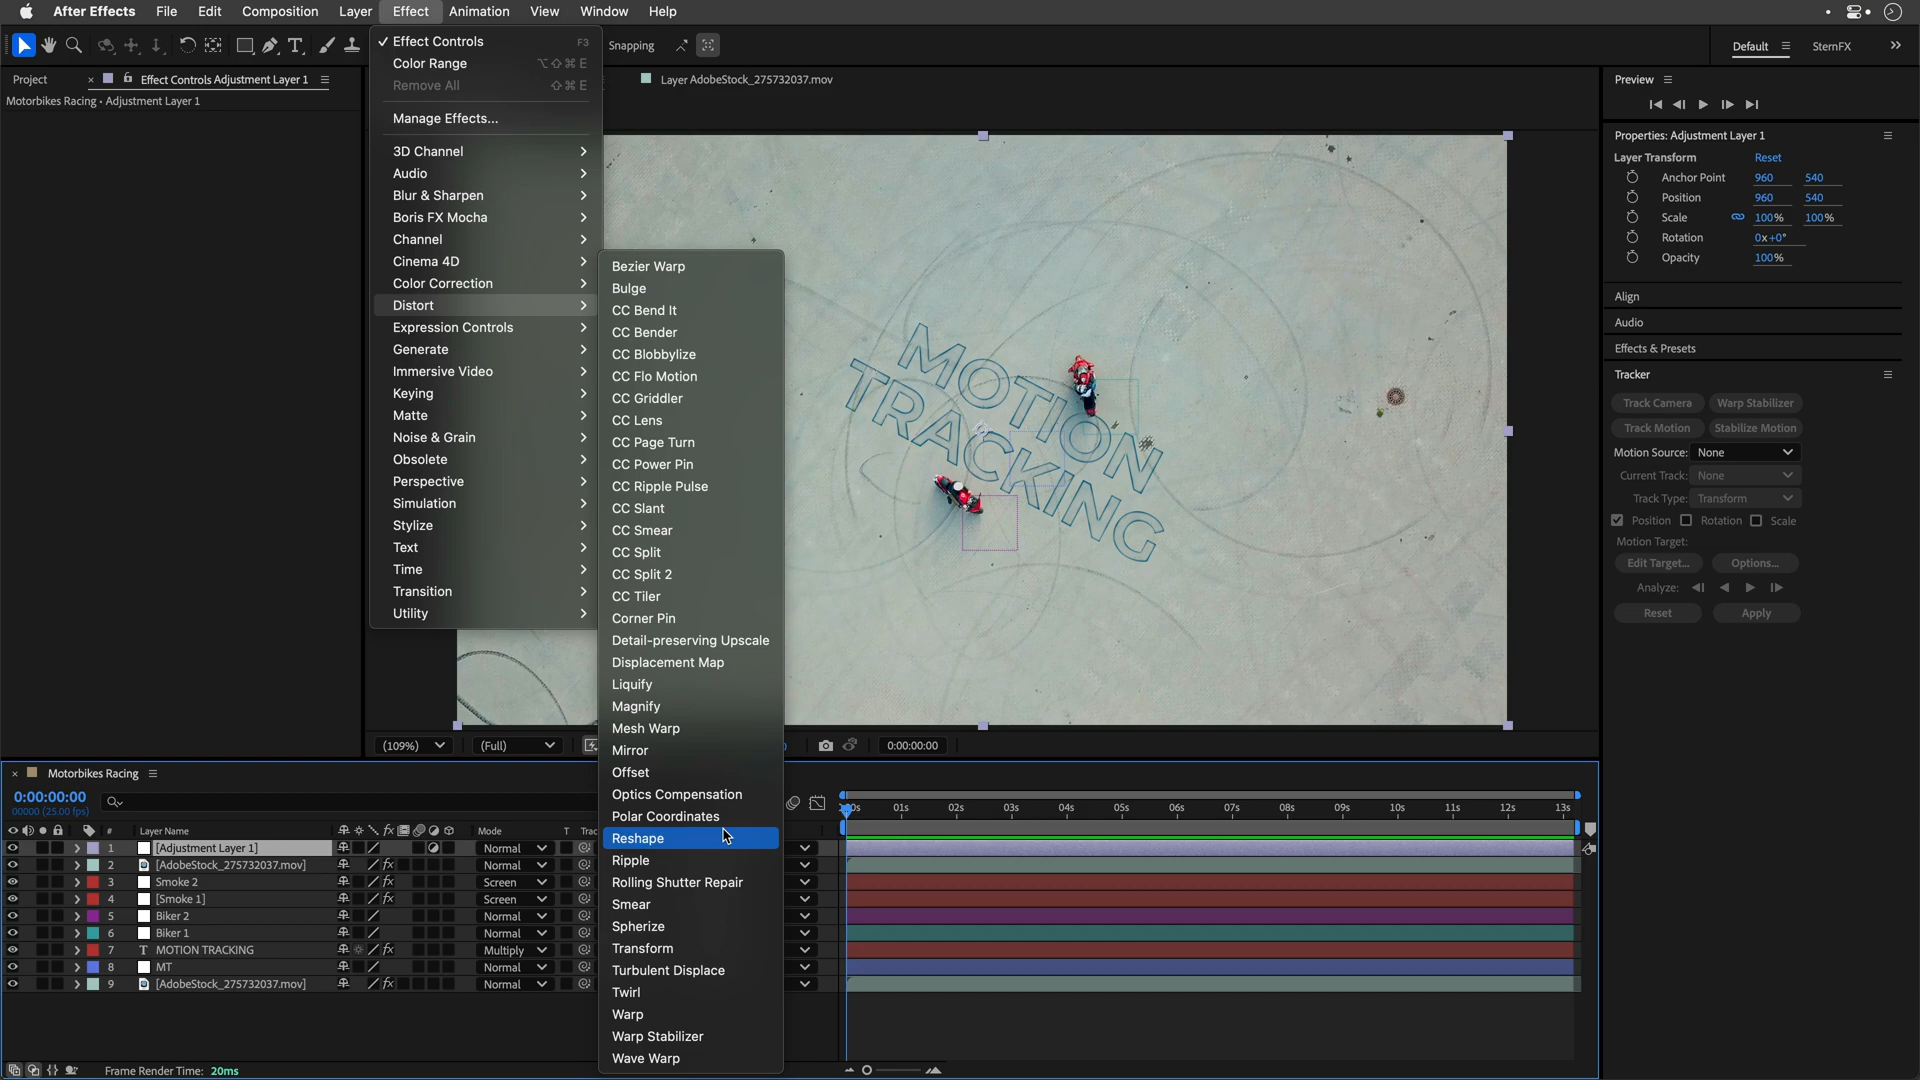 After Effects File Edit Composition Layer Effect Animation View Window Help
Snapping
Default
SternFX
Project
Effect Controls Adjustment Layer 1
Layer AdobeStock_275732037.mov
Motorbikes Racing • Adjustment Layer 1
Effect Controls F3
Color Range ⌥⇧⌘E
Remove All ⇧⌘E
Manage Effects...
3D Channel
Audio
Blur & Sharpen
Boris FX Mocha
Channel
Cinema 4D
Color Correction
Distort
Expression Controls
Generate
Immersive Video
Keying
Matte
Noise & Grain
Obsolete
Perspective
Simulation
Stylize
Text
Time
Transition
Utility
Bezier Warp
Bulge
CC Bend It
CC Bender
CC Blobbylize
CC Flo Motion
CC Griddler
CC Lens
CC Page Turn
CC Power Pin
CC Ripple Pulse
CC Slant
CC Smear
CC Split
CC Split 2
CC Tiler
Corner Pin
Detail-preserving Upscale
Displacement Map
Liquify
Magnify
Mesh Warp
Mirror
Offset
Optics Compensation
Polar Coordinates
Reshape
Ripple
Rolling Shutter Repair
Smear
Spherize
Transform
Turbulent Displace
Twirl
Warp
Warp Stabilizer
Wave Warp
MOTION
TRACKING
Preview
Properties: Adjustment Layer 1
Layer Transform Reset
Anchor Point 960 540
Position 960 540
Scale 100% 100%
Rotation 0x+0°
Opacity 100%
Align
Audio
Effects & Presets
Tracker
Track Camera Warp Stabilizer
Track Motion Stabilize Motion
Motion Source: None
Current Track: None
Track Type: Transform
Position Rotation Scale
Motion Target:
Edit Target... Options...
Analyze:
Reset Apply
(109%) (Full) 0:00:00:00
Motorbikes Racing
0:00:00:00
00000 (25.00 fps)
# Layer Name Mode T Trac
1 [Adjustment Layer 1] Normal
2 [AdobeStock_275732037.mov] Normal
3 Smoke 2 Screen
4 [Smoke 1] Screen
5 Biker 2 Normal
6 Biker 1 Normal
7 T MOTION TRACKING Multiply
8 MT Normal
9 [AdobeStock_275732037.mov] Normal
01s 02s 03s 04s 05s 06s 07s 08s 09s 10s 11s 12s 13s
Frame Render Time: 20ms